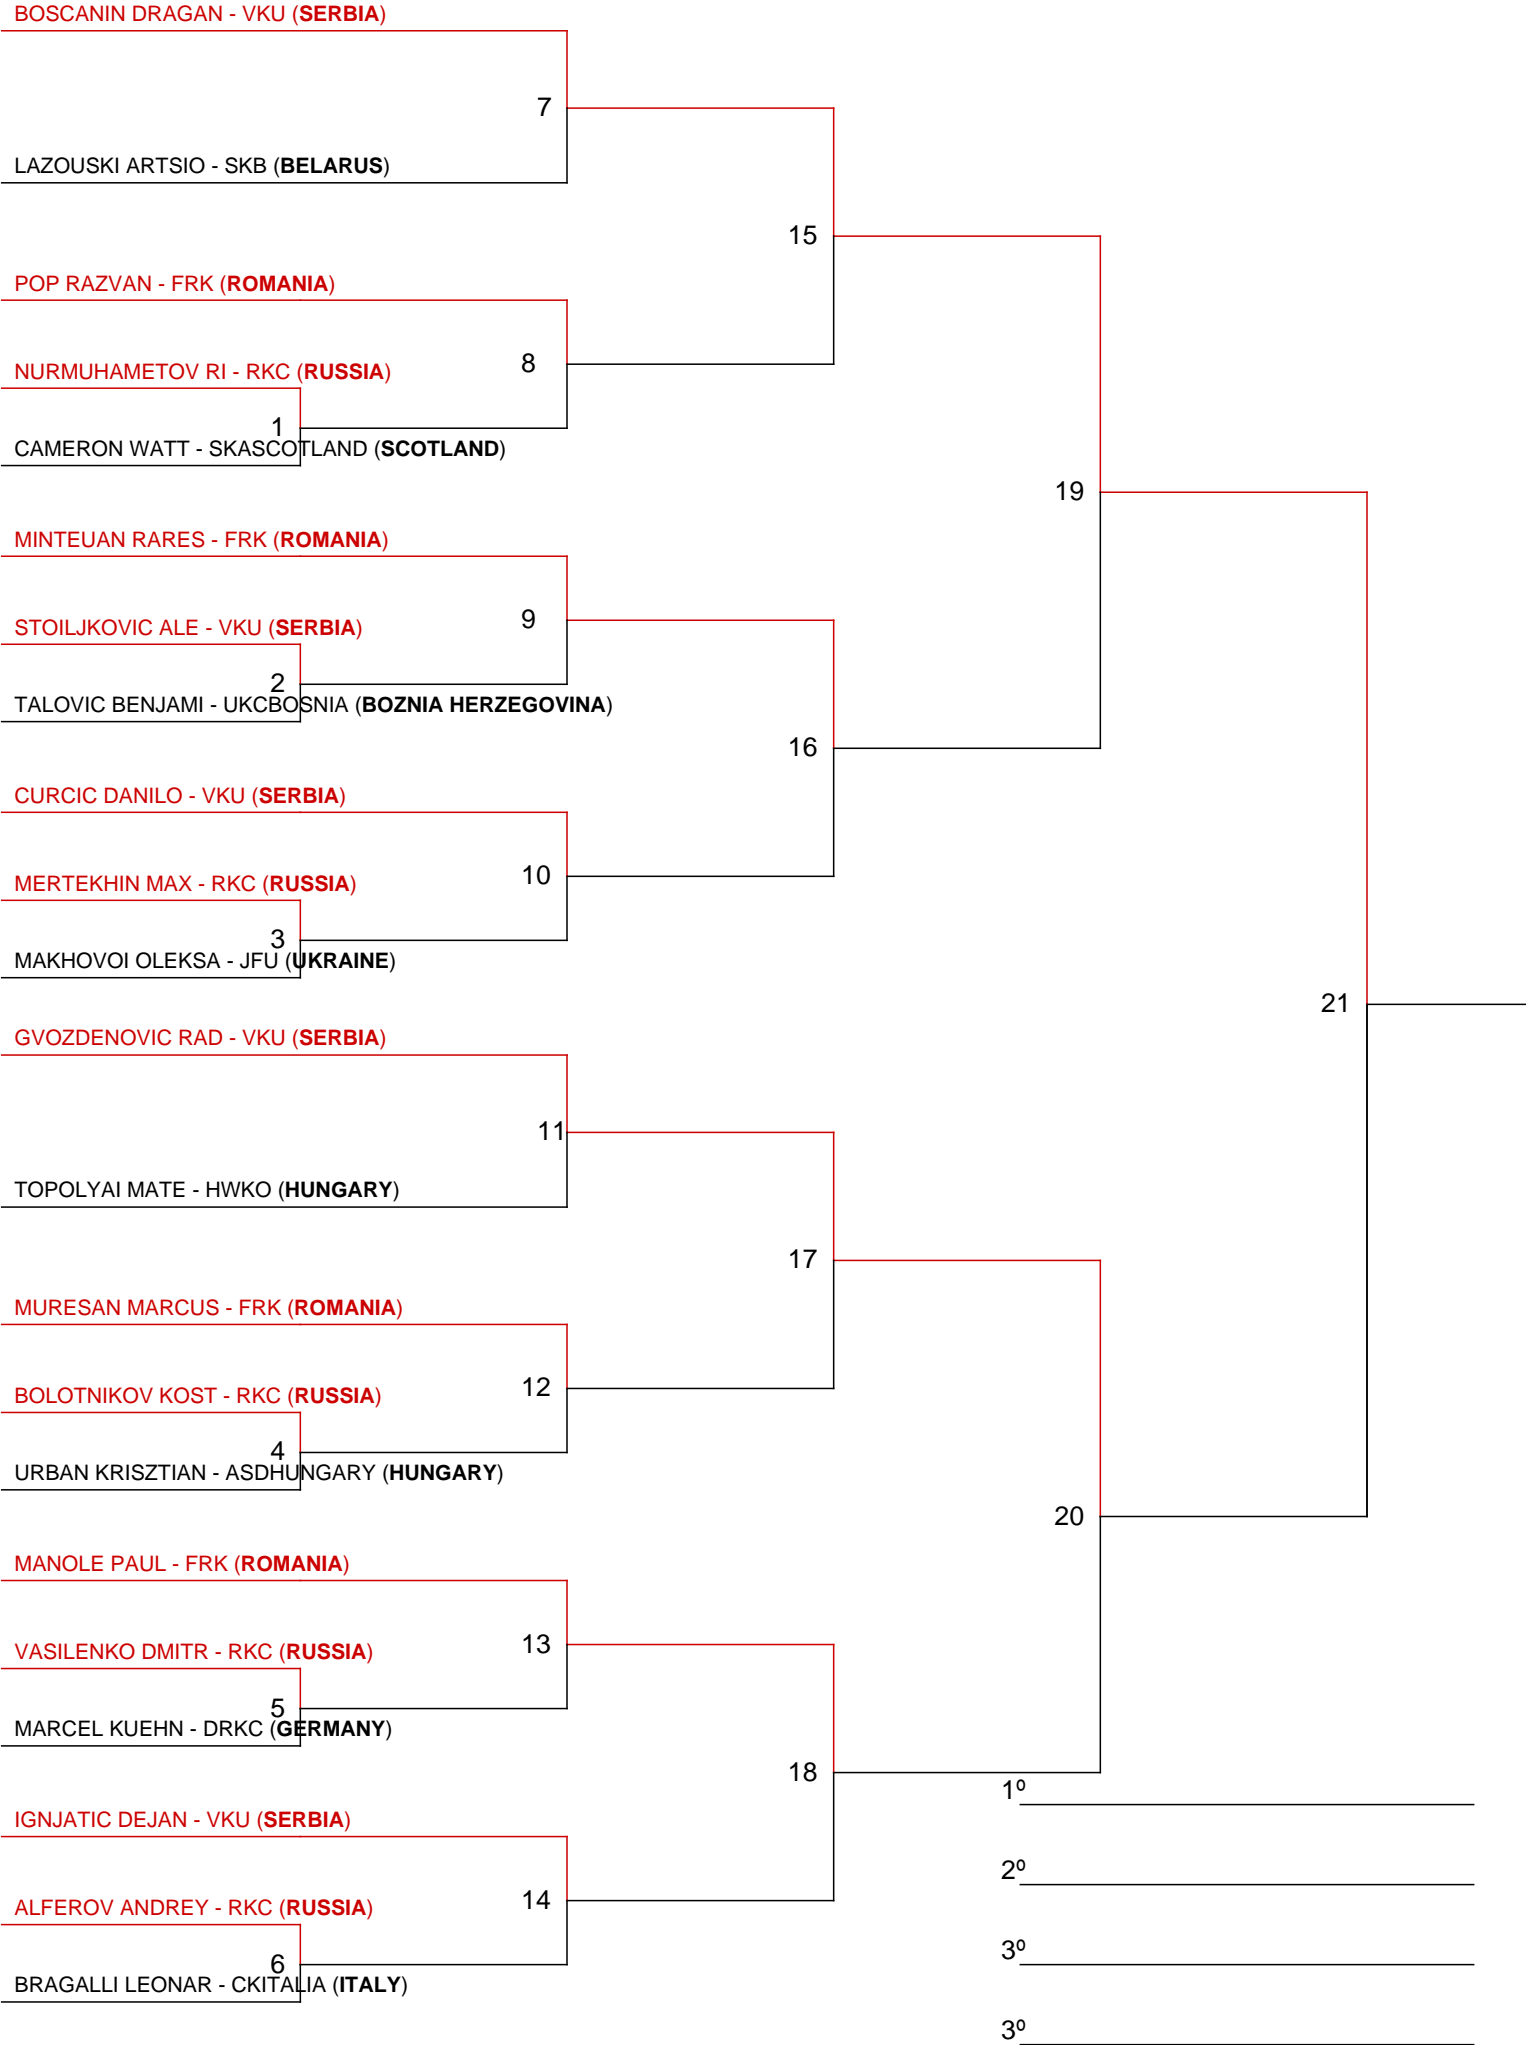 BOSCANIN DRAGAN - VKU (SERBIA)
7
LAZOUSKI ARTSIO - SKB (BELARUS)
15
POP RAZVAN - FRK (ROMANIA)
8
NURMUHAMETOV RI - RKC (RUSSIA)
1
CAMERON WATT - SKASCOTLAND (SCOTLAND)
19
MINTEUAN RARES - FRK (ROMANIA)
9
STOILJKOVIC ALE - VKU (SERBIA)
2
TALOVIC BENJAMI - UKCBOSNIA (BOZNIA HERZEGOVINA)
16
CURCIC DANILO - VKU (SERBIA)
10
MERTEKHIN MAX - RKC (RUSSIA)
3
MAKHOVOI OLEKSA - JFU (UKRAINE)
21
GVOZDENOVIC RAD - VKU (SERBIA)
11
TOPOLYAI MATE - HWKO (HUNGARY)
17
MURESAN MARCUS - FRK (ROMANIA)
12
BOLOTNIKOV KOST - RKC (RUSSIA)
4
URBAN KRISZTIAN - ASDHUNGARY (HUNGARY)
20
MANOLE PAUL - FRK (ROMANIA)
13
VASILENKO DMITR - RKC (RUSSIA)
5
MARCEL KUEHN - DRKC (GERMANY)
18
IGNJATIC DEJAN - VKU (SERBIA)
14
ALFEROV ANDREY - RKC (RUSSIA)
6
BRAGALLI LEONAR - CKITALIA (ITALY)
1º
2º
3º
3º